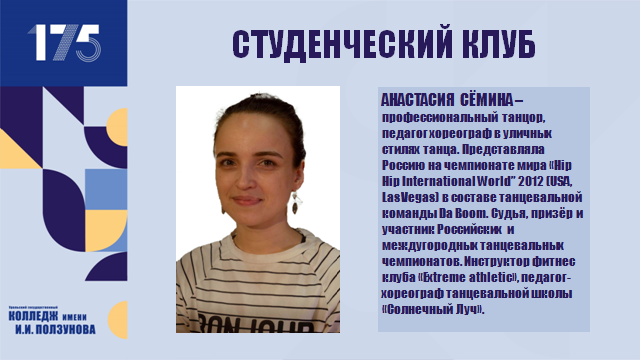 175
СТУДЕНЧЕСКИЙ КЛУБ
АНАСТАСИЯ СЁМИНА –
профессиональный танцор,
педагог хореограф в уличных
стилях танца. Представляла
Россию на чемпионате мира «Hip
Hip International World” 2012 (USA,
LasVegas) в составе танцевальной
команды Da Boom. Судья, призёр и
участник Российских и
междугородных танцевальных
чемпионатов. Инструктор фитнес
клуба «Extreme athletic», педагог-
хореограф танцевальной школы
«Солнечный Луч».
BONJOUR
Уральский государственный
КОЛЛЕДЖ ИМЕНИ
И.И. ПОЛЗУНОВА